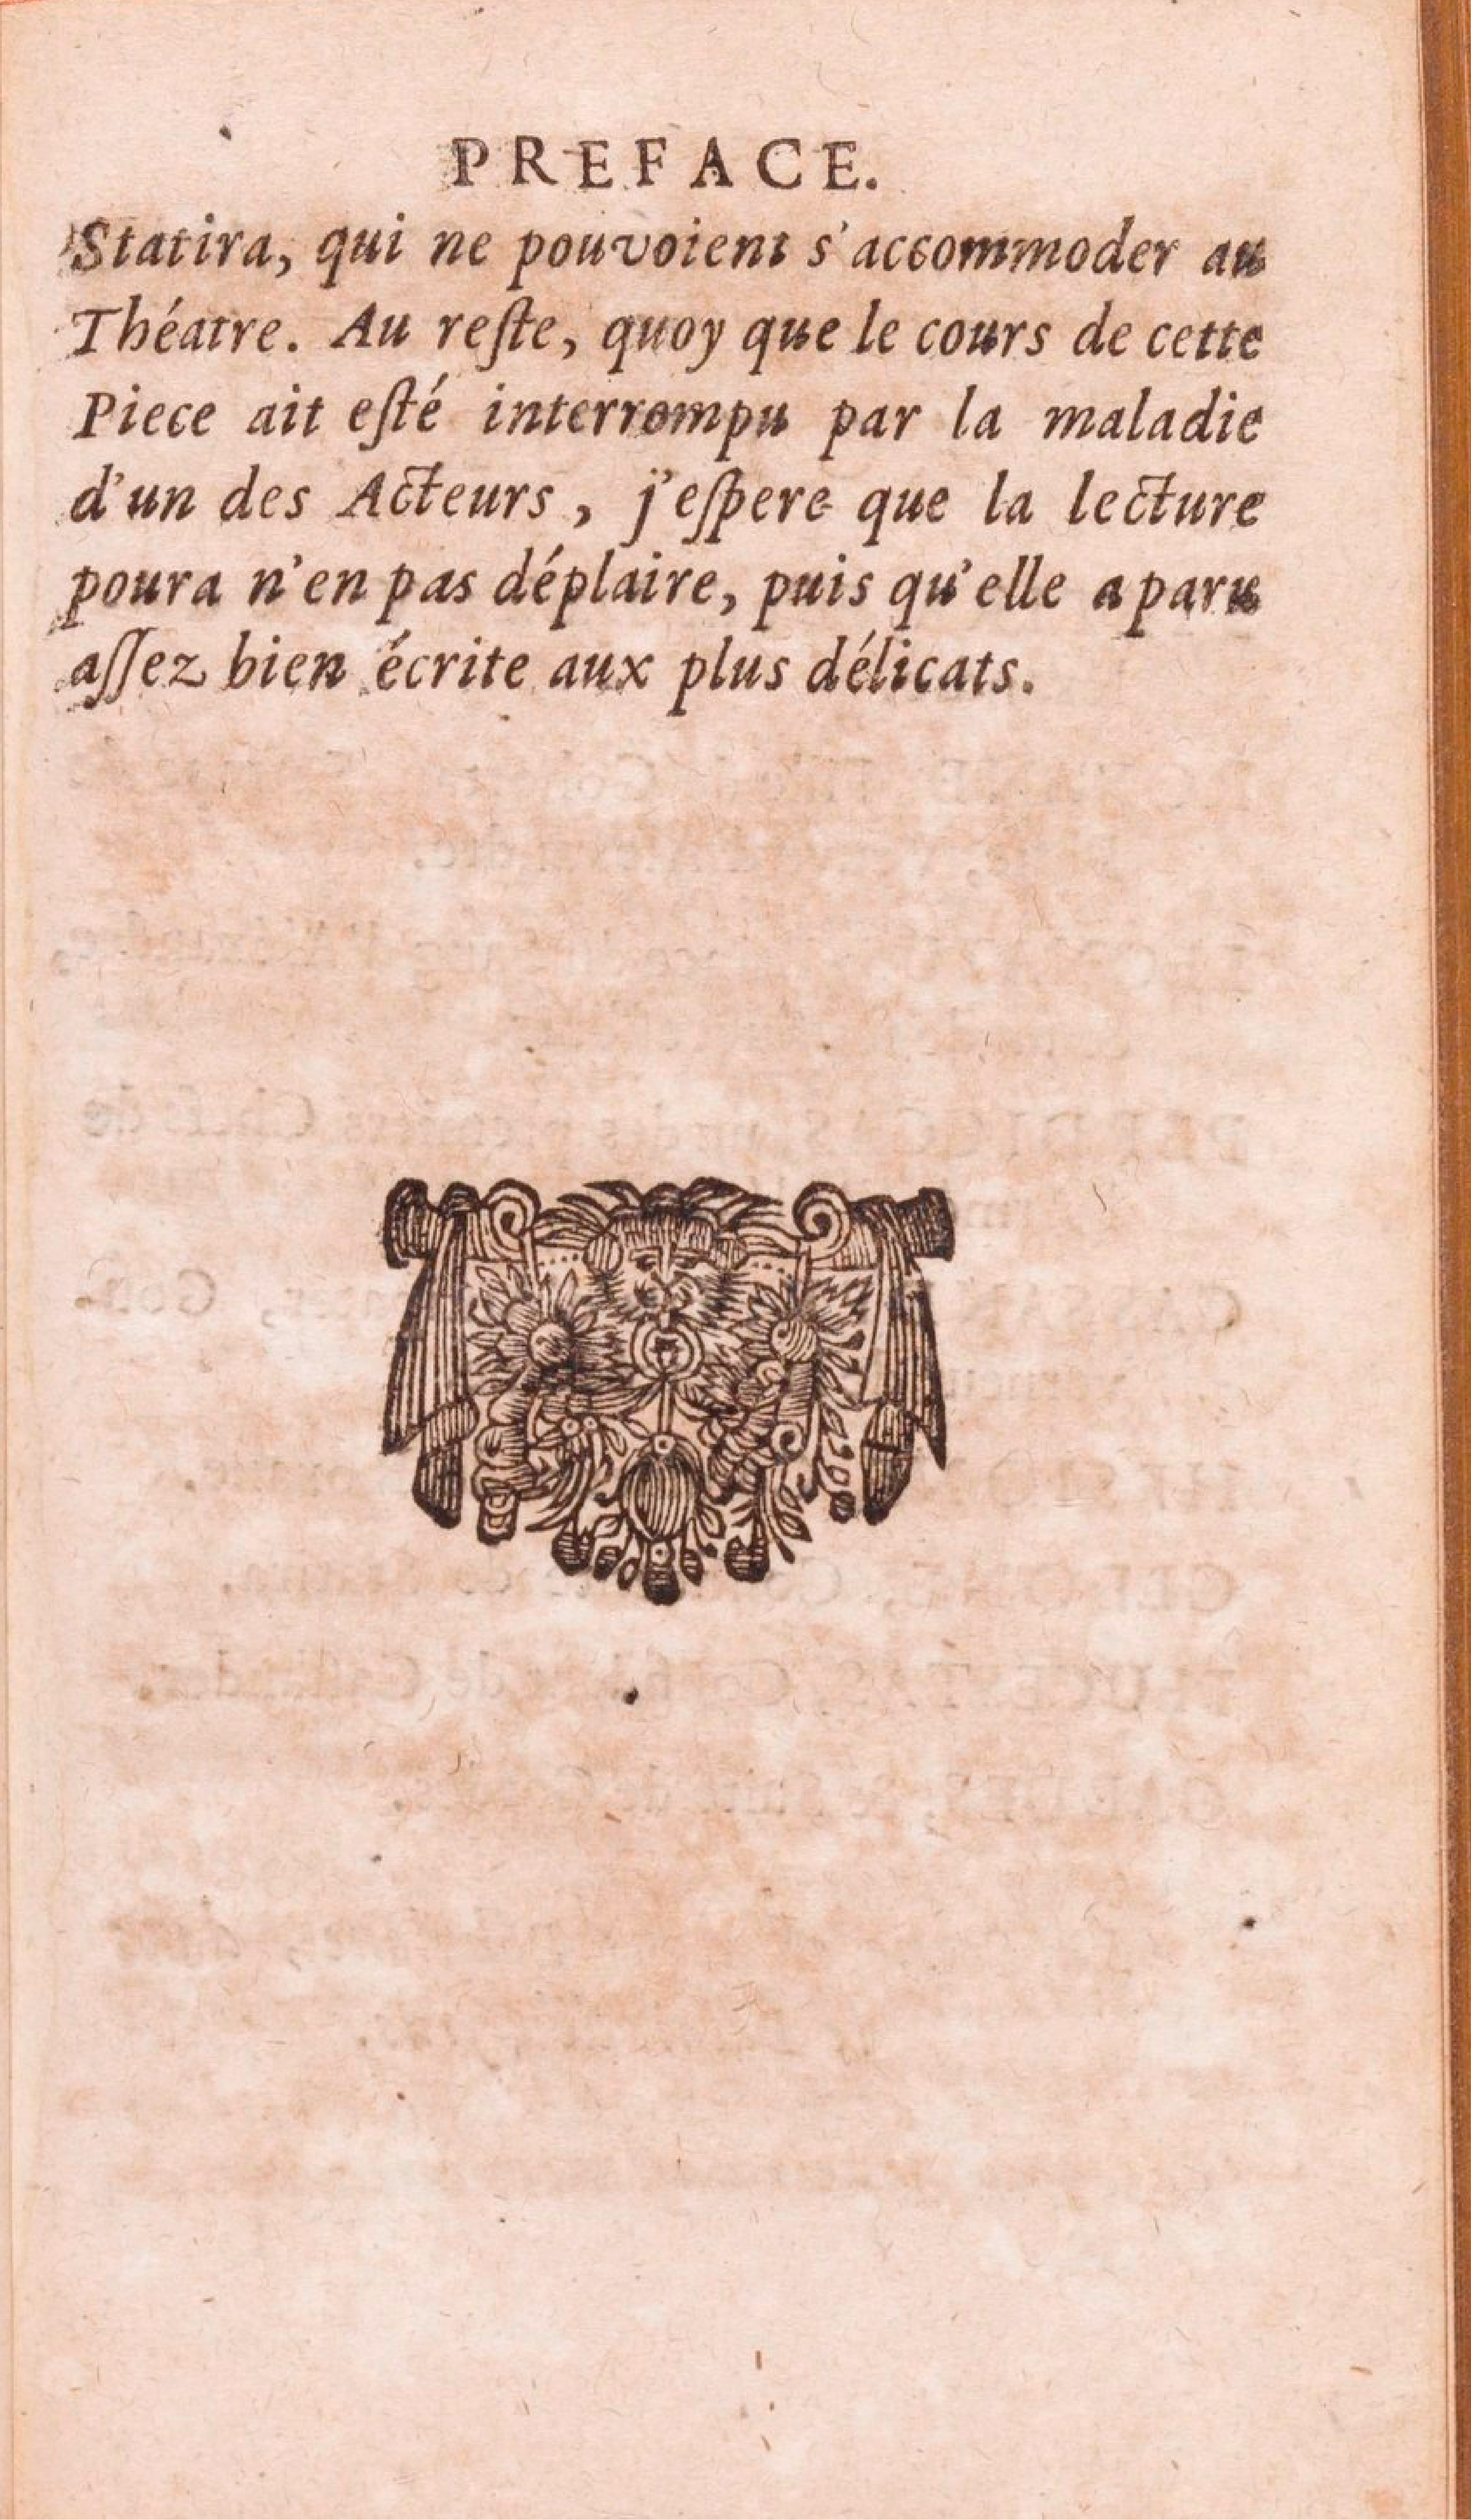 PREFACE.
Statira, qui ne pouvoient s'accommoder au
Théatre. Au reſte, quoy que le cours de cette
Piece ait eſté interrompu par la maladie
d'un des Acteurs, j'eſpere que la lecture
poura n'en pas déplaire, puis qu'elle a paru
aſſez bien écrite aux plus délicats.